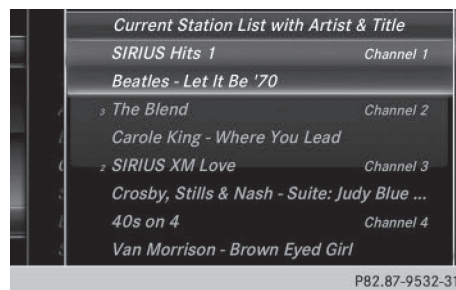 Current Station List with Artist & Title
SIRIUS Hits 1 Channel 1
Beatles - Let It Be '70
3 The Blend Channel 2
Carole King - Where You Lead
2 SIRIUS XM Love Channel 3
Crosby, Stills & Nash - Suite: Judy Blue ...
40s on 4 Channel 4
Van Morrison - Brown Eyed Girl
P82.87-9532-31